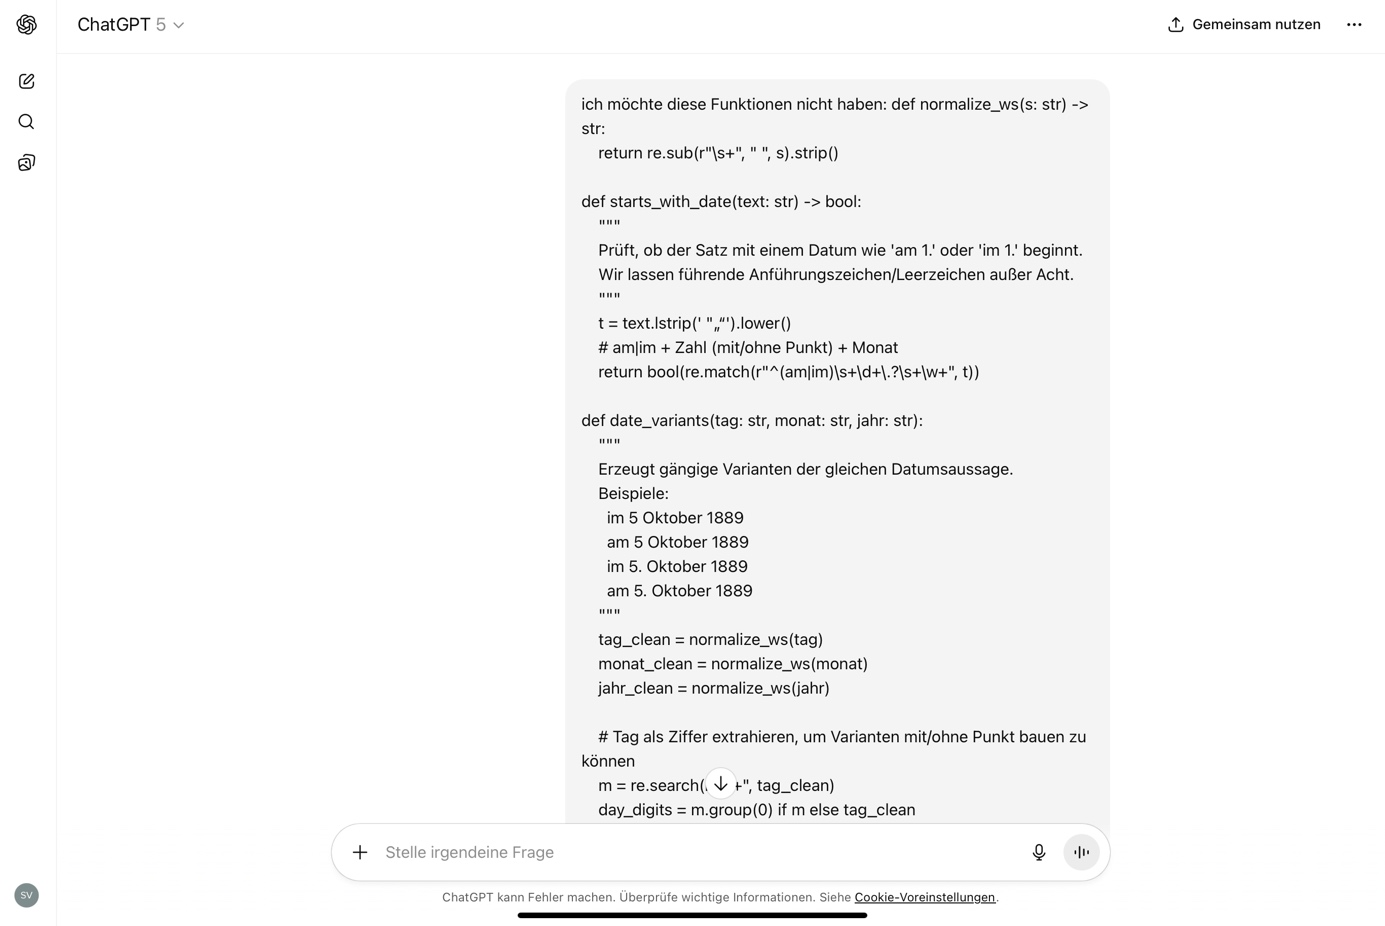 ChatGPT 5
Gemeinsam nutzen
ich möchte diese Funktionen nicht haben: def normalize_ws(s: str) ->
str:
    return re.sub(r"\s+", " ", s).strip()

def starts_with_date(text: str) -> bool:
    """
    Prüft, ob der Satz mit einem Datum wie 'am 1.' oder 'im 1.' beginnt.
    Wir lassen führende Anführungszeichen/Leerzeichen außer Acht.
    """
    t = text.lstrip(' "„“').lower()
    # am|im + Zahl (mit/ohne Punkt) + Monat
    return bool(re.match(r"^(am|im)\s+\d+\.?\s+\w+", t))

def date_variants(tag: str, monat: str, jahr: str):
    """
    Erzeugt gängige Varianten der gleichen Datumsaussage.
    Beispiele:
      im 5 Oktober 1889
      am 5 Oktober 1889
      im 5. Oktober 1889
      am 5. Oktober 1889
    """
    tag_clean = normalize_ws(tag)
    monat_clean = normalize_ws(monat)
    jahr_clean = normalize_ws(jahr)

    # Tag als Ziffer extrahieren, um Varianten mit/ohne Punkt bauen zu
können
    m = re.search( +", tag_clean)
    day_digits = m.group(0) if m else tag_clean
Stelle irgendeine Frage
SV
ChatGPT kann Fehler machen. Überprüfe wichtige Informationen. Siehe Cookie-Voreinstellungen.